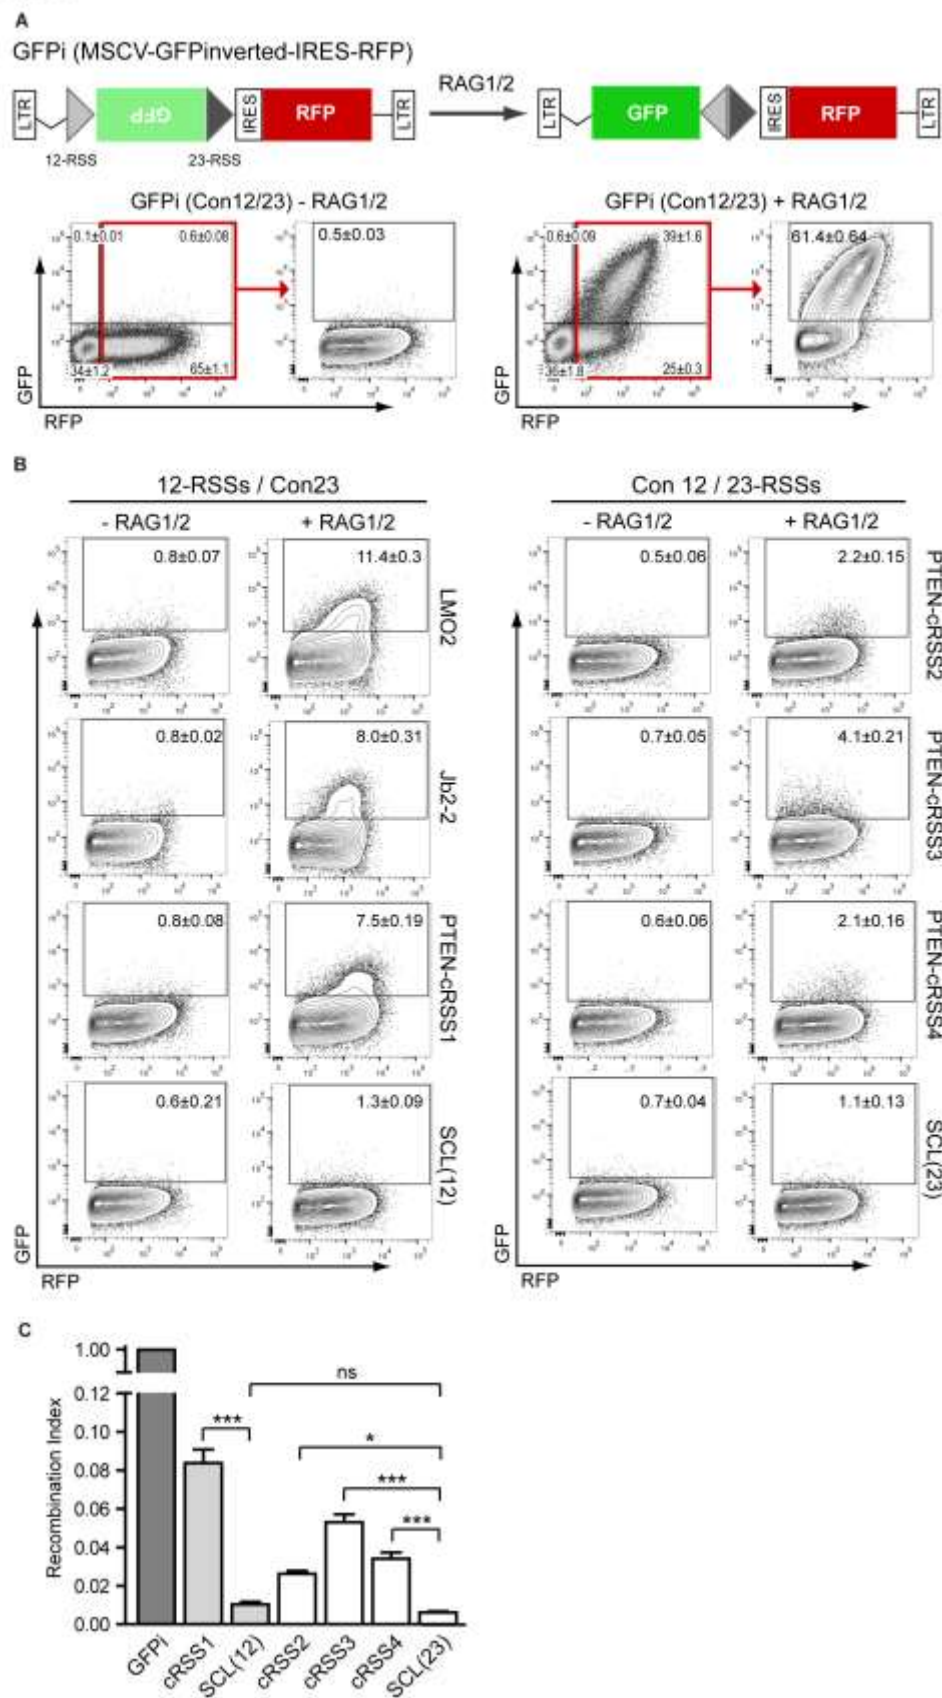 A
GFPi (MSCV-GFPinverted-IRES-RFP)
LTR GFP IRES RFP LTR RAG1/2 LTR GFP IRES RFP LTR
12-RSS 23-RSS
GFPi (Con12/23) - RAG1/2 GFPi (Con12/23) + RAG1/2
0.1±0.01 0.6±0.08 0.5±0.03 0.6±0.09 39±1.6 61.4±0.64
34±1.2 65±1.1 36±1.8 25±0.3
GFP GFP
RFP RFP
B
12-RSSs / Con23 Con 12 / 23-RSSs
- RAG1/2 + RAG1/2 - RAG1/2 + RAG1/2
0.8±0.07 11.4±0.3 LMO2 0.5±0.06 2.2±0.15 PTEN-cRSS2
0.8±0.02 8.0±0.31 Jb2-2 0.7±0.05 4.1±0.21 PTEN-cRSS3
0.8±0.08 7.5±0.19 PTEN-cRSS1 0.6±0.06 2.1±0.16 PTEN-cRSS4
0.6±0.21 1.3±0.09 SCL(12) 0.7±0.04 1.1±0.13 SCL(23)
GFP GFP
RFP RFP
C
Recombination Index
1.00
0.12
0.10
0.08
0.06
0.04
0.02
0.00
ns
***
*
***
***
GFPi cRSS1 SCL(12) cRSS2 cRSS3 cRSS4 SCL(23)